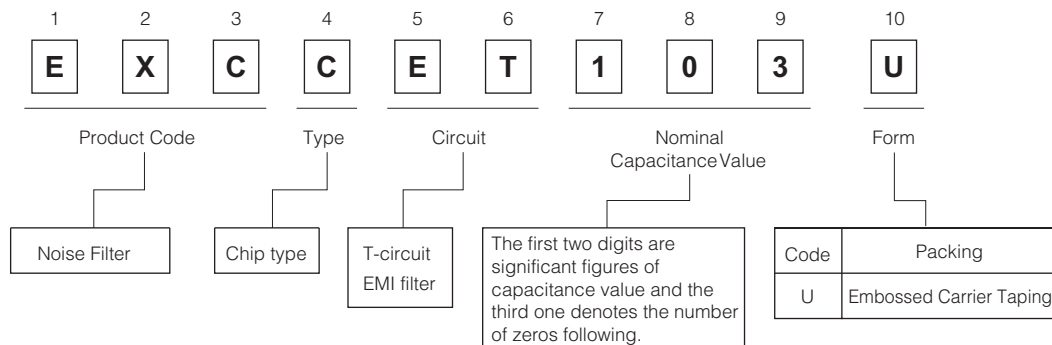 1 2 3 4 5 6 7 8 9 10
E X C C E T 1 0 3 U
Product Code Type Circuit Nominal Capacitance Value Form
Noise Filter
Chip type
T-circuit
EMI filter
The first two digits are
significant figures of
capacitance value and the
third one denotes the number
of zeros following.
Code Packing
U Embossed Carrier Taping